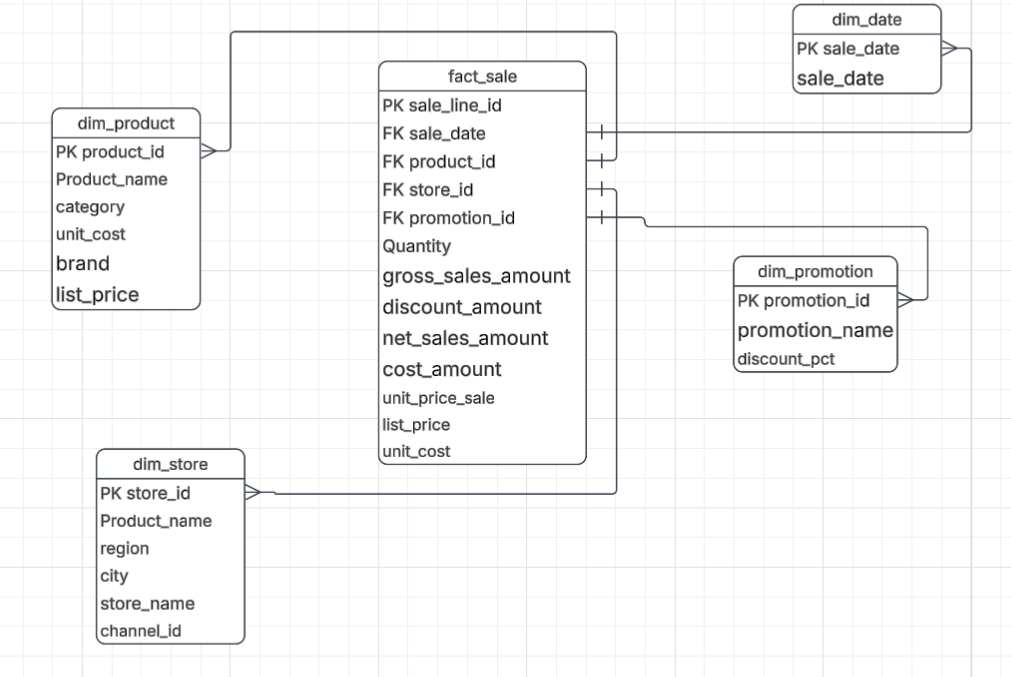 dim_date
PK sale_date
sale_date
fact_sale
PK sale_line_id
FK sale_date
FK product_id
FK store_id
FK promotion_id
Quantity
gross_sales_amount
discount_amount
net_sales_amount
cost_amount
unit_price_sale
list_price
unit_cost
dim_product
PK product_id
Product_name
category
unit_cost
brand
list_price
dim_promotion
PK promotion_id
promotion_name
discount_pct
dim_store
PK store_id
Product_name
region
city
store_name
channel_id